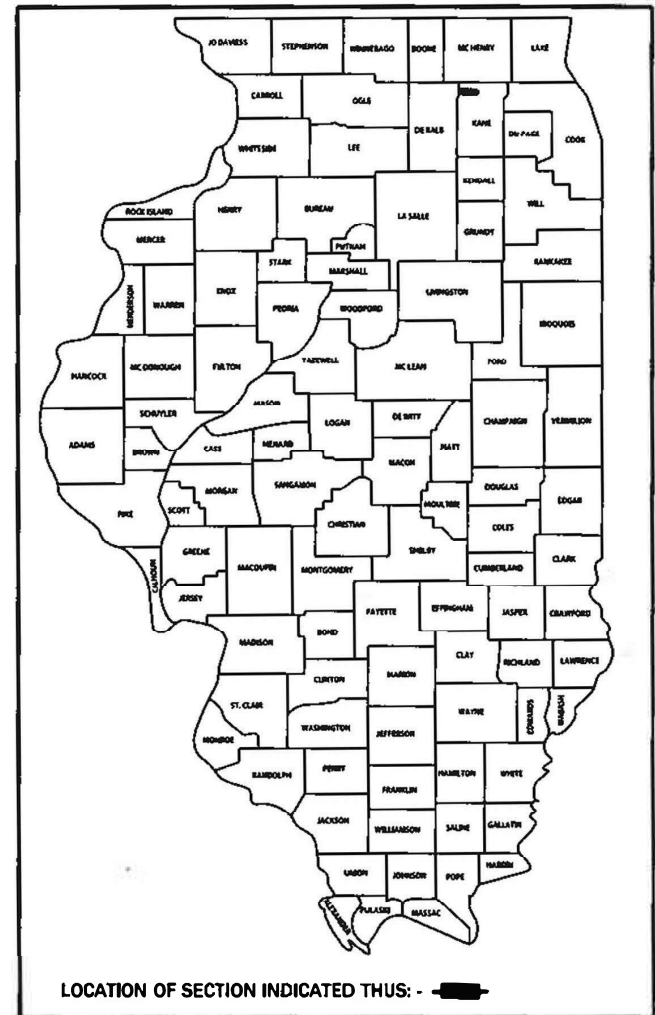 JO DAVIESS STEPHENSON WINNEBAGO BOONE MC HENRY LAKE
CARROLL OGLE DE KALB KANE DU PAGE COOK
WHITESIDE LEE
KENDALL
ROCK ISLAND HENRY BUREAU LA SALLE GRUNDY WILL
MERCER PUTNAM
STARK MARSHALL KANKAKEE
HENDERSON WARREN KNOX PEORIA WOODFORD LIVINGSTON IROQUOIS
HANCOCK MC DONOUGH FULTON TAZEWELL MC LEAN FORD
SCHUYLER MASON LOGAN DE WITT CHAMPAIGN VERMILION
ADAMS BROWN CASS MENARD MACON PIATT
PIKE SCOTT MORGAN SANGAMON CHRISTIAN MOULTRIE DOUGLAS EDGAR
COLES
CALHOUN GREENE MACOUPIN MONTGOMERY SHELBY CUMBERLAND CLARK
JERSEY
FAYETTE EFFINGHAM JASPER CRAWFORD
MADISON BOND
CLINTON MARION CLAY RICHLAND LAWRENCE
ST. CLAIR WASHINGTON JEFFERSON WAYNE EDWARDS WABASH
MONROE
RANDOLPH PERRY FRANKLIN HAMILTON WHITE
JACKSON WILLIAMSON SALINE GALLATIN
UNION JOHNSON POPE HARDIN
ALEXANDER PULASKI MASSAC
LOCATION OF SECTION INDICATED THUS: -